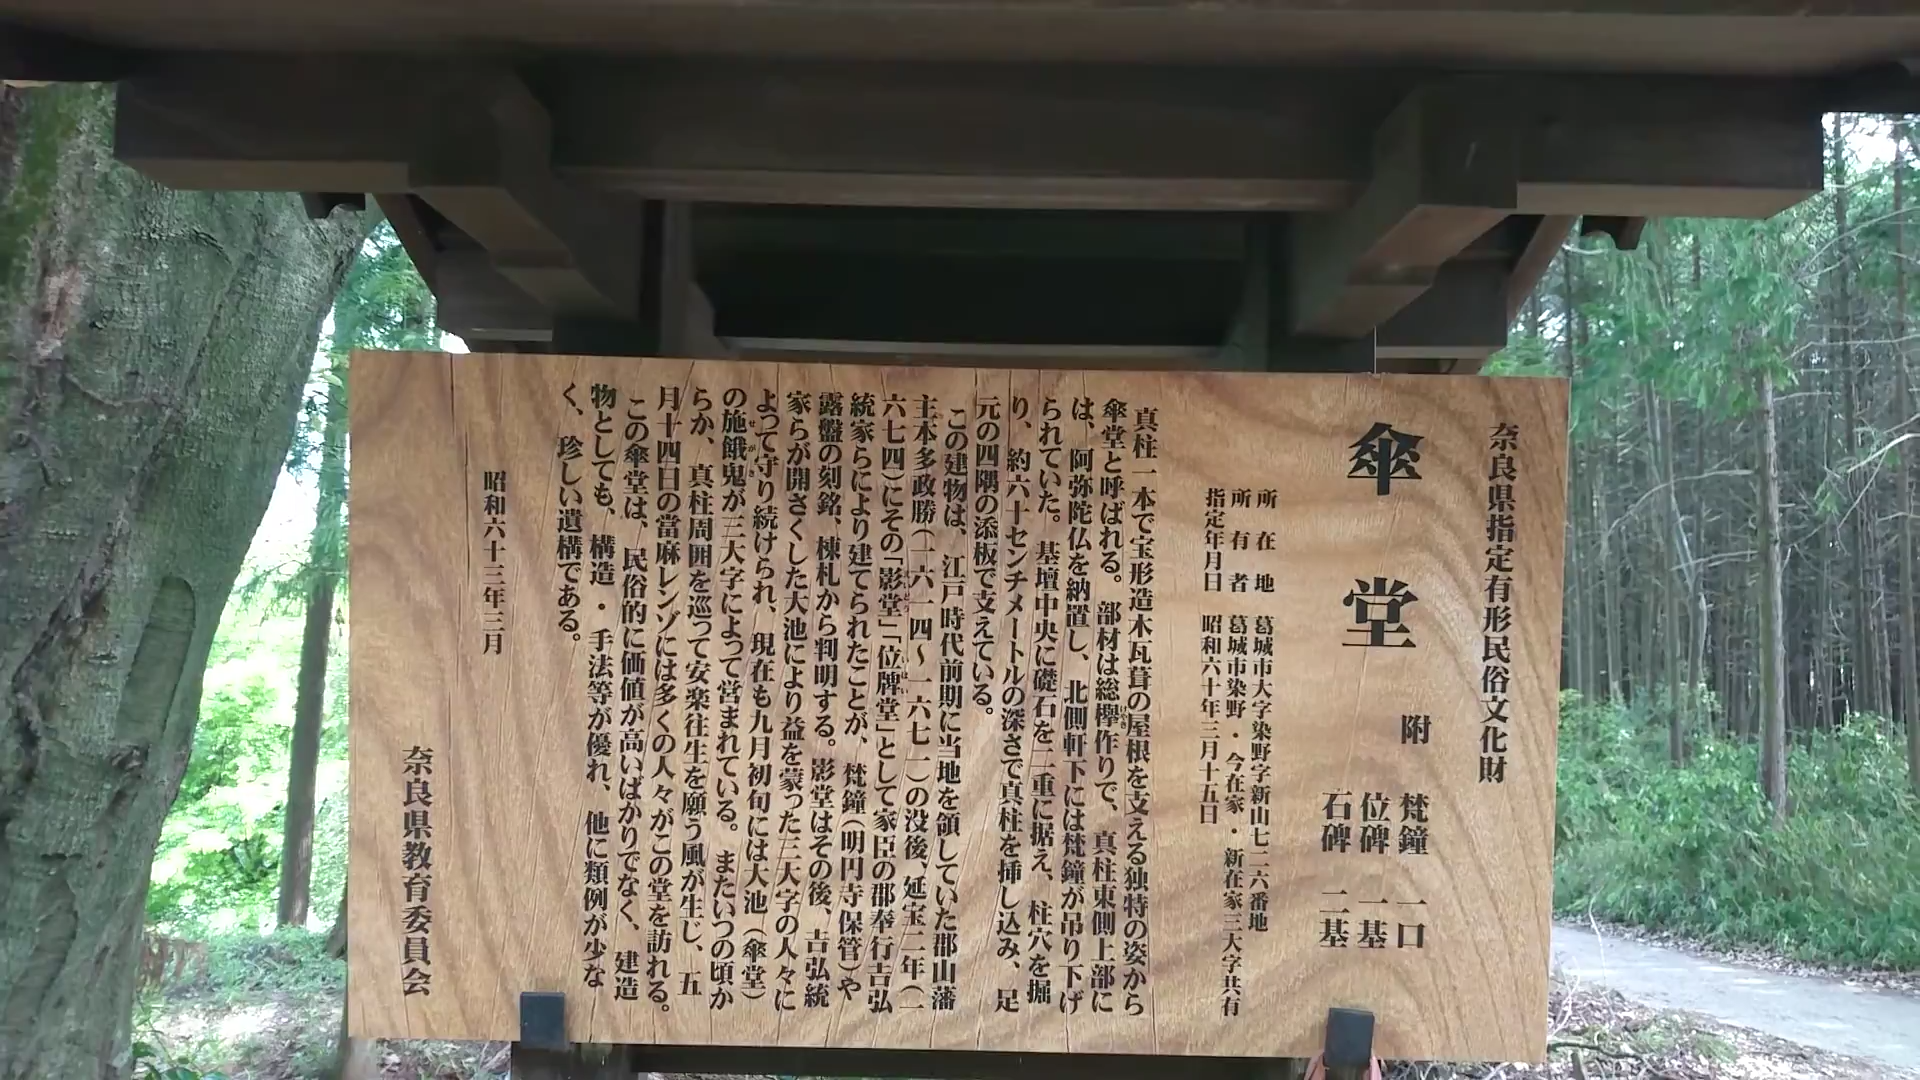 奈良県指定有形民俗文化財
傘堂
附 梵鐘 一口
位碑 一基
石碑 二基
所在地 葛城市大字染野字新山七二六番地
所有者 葛城市染野・今在家・新在家三大字共有
指定年月日 昭和六十年三月十五日
真柱一本で宝形造木瓦葺の屋根を支える独特の姿から
傘堂と呼ばれる。部材は総欅作りで、真柱東側上部に
は、阿弥陀仏を納置し、北側軒下には梵鐘が吊り下げ
られていた。基壇中央に礎石を二重に据え、柱穴を掘
り、約六十センチメートルの深さで真柱を挿し込み、足
元の四隅の添板で支えている。
この建物は、江戸時代前期に当地を領していた郡山藩
主本多政勝(一六一四～一六七一)の没後、延宝二年(一
六七四)にその「影堂」「位牌堂」として家臣の郡奉行吉弘
統家らにより建てられたことが、梵鐘(明円寺保管)や
露盤の刻銘、棟札から判明する。影堂はその後、吉弘統
家らが開さくした大池により益を蒙った三大字の人々に
よって守り続けられ、現在も九月初旬には大池(傘堂)
の施餓鬼が三大字によって営まれている。またいつの頃か
らか、真柱周囲を巡って安楽往生を願う風が生じ、五
月十四日の當麻レンゾには多くの人々がこの堂を訪れる。
この傘堂は、民俗的に価値が高いばかりでなく、建造
物としても、構造・手法等が優れ、他に類例が少な
く、珍しい遺構である。
昭和六十三年三月
奈良県教育委員会